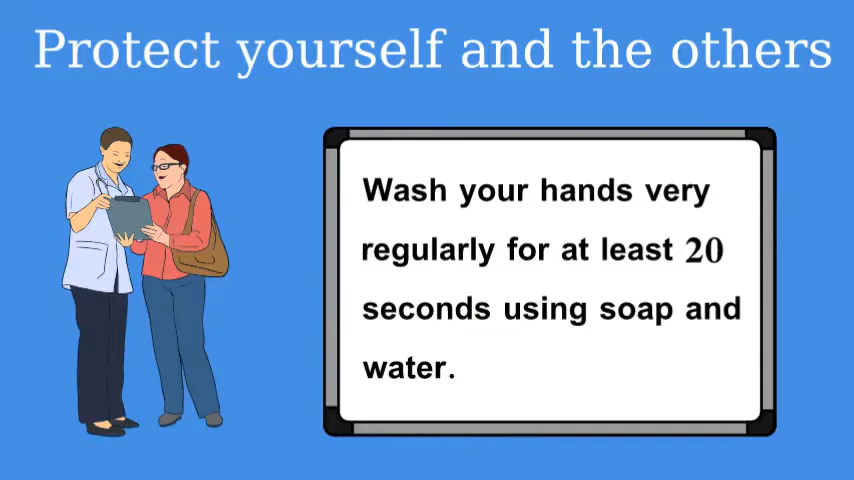 Protect yourself and the others
Wash your hands very
regularly for at least 20
seconds using soap and
water.